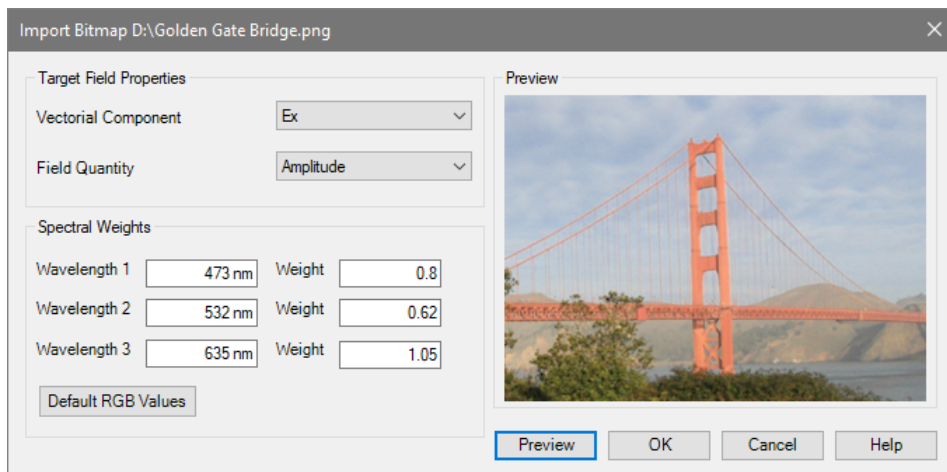 Import Bitmap D:\Golden Gate Bridge.png
Target Field Properties
Vectorial Component Ex
Field Quantity Amplitude
Spectral Weights
Wavelength 1 473 nm Weight 0.8
Wavelength 2 532 nm Weight 0.62
Wavelength 3 635 nm Weight 1.05
Default RGB Values
Preview
Preview OK Cancel Help